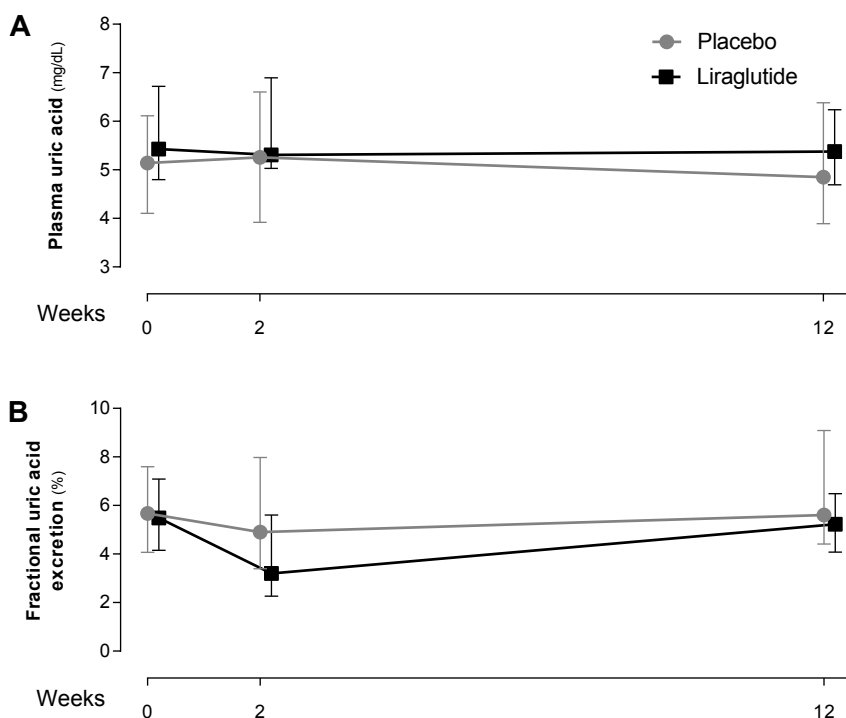 A
Plasma uric acid (mg/dL)
8
7
6
5
4
3
Placebo
Liraglutide
Weeks
0 2 12
B
Fractional uric acid
excretion (%)
10
8
6
4
2
0
Weeks
0 2 12